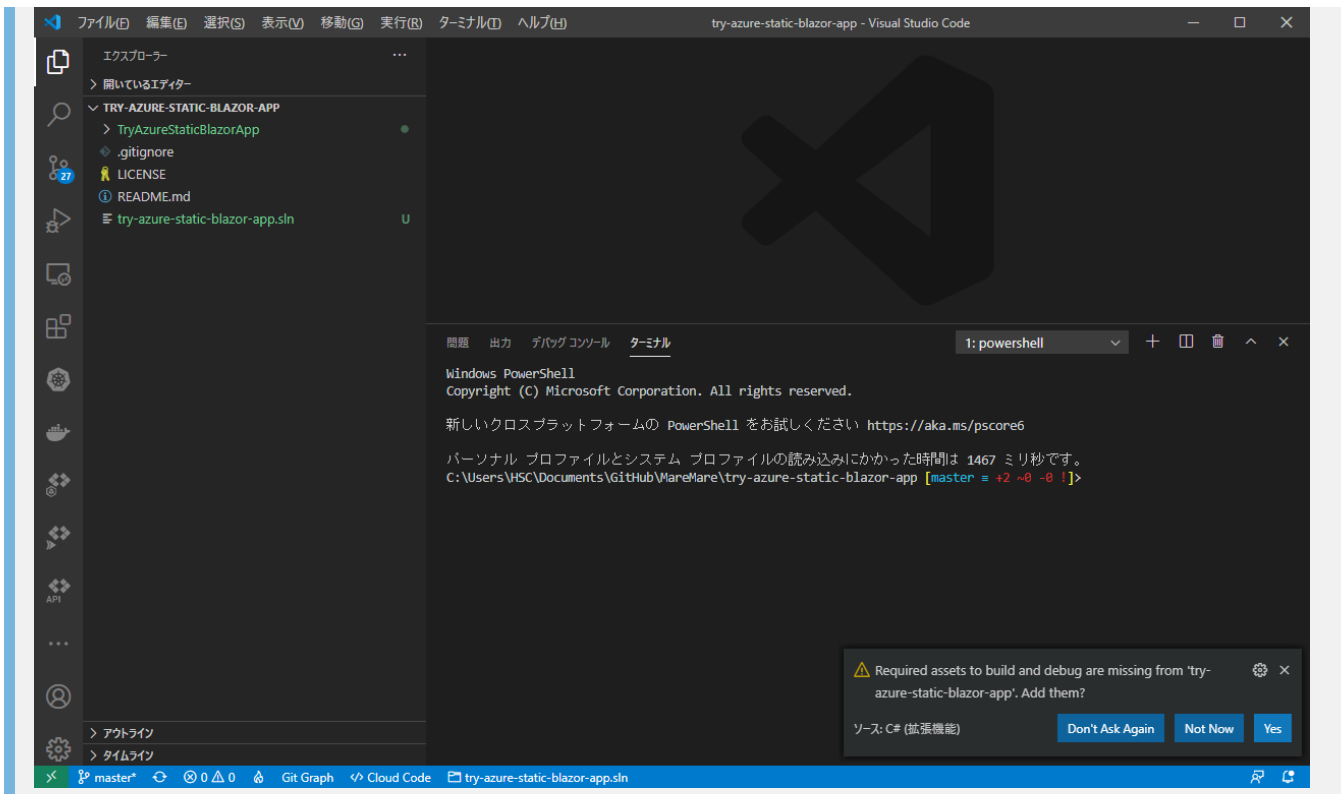 ファイル(F) 編集(E) 選択(S) 表示(V) 移動(G) 実行(R) ターミナル(T) ヘルプ(H) try-azure-static-blazor-app - Visual Studio Code
エクスプローラー
開いているエディター
TRY-AZURE-STATIC-BLAZOR-APP
TryAzureStaticBlazorApp
.gitignore
LICENSE
README.md
try-azure-static-blazor-app.sln U
27
API
アウトライン
タイムライン
問題 出力 デバッグ コンソール ターミナル 1: powershell
Windows PowerShell
Copyright (C) Microsoft Corporation. All rights reserved.
新しいクロスプラットフォームの PowerShell をお試しください https://aka.ms/pscore6
パーソナル プロファイルとシステム プロファイルの読み込みにかかった時間は 1467 ミリ秒です。
C:\Users\HSC\Documents\GitHub\MareMare\try-azure-static-blazor-app [master ≡ +2 ~0 -0 !]>
Required assets to build and debug are missing from 'try-
azure-static-blazor-app'. Add them?
ソース: C# (拡張機能) Don't Ask Again Not Now Yes
master* 0 0 Git Graph Cloud Code try-azure-static-blazor-app.sln